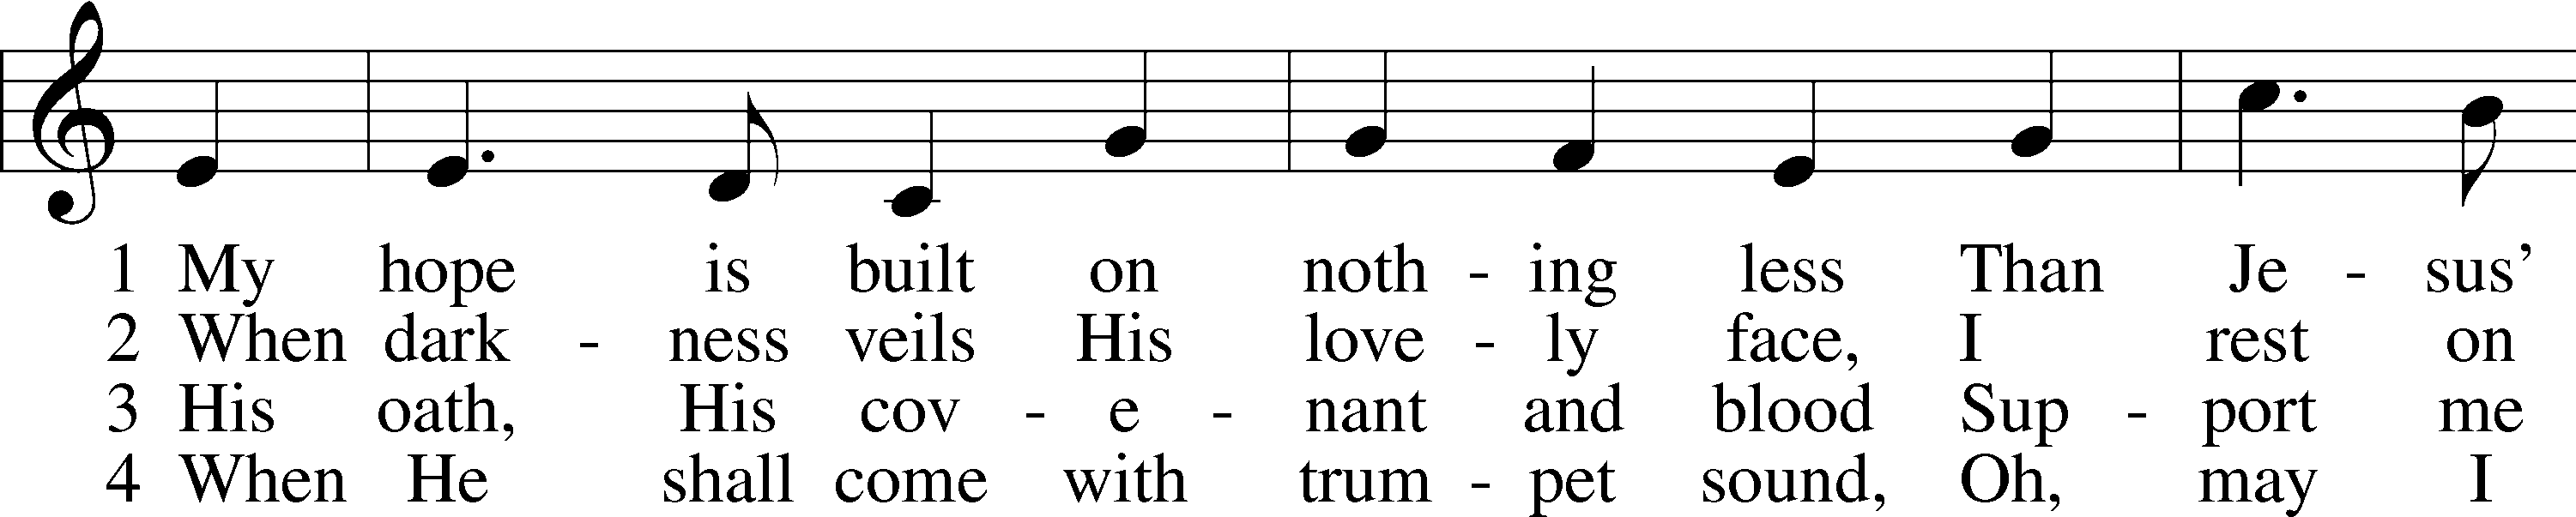 1 My hope is built on noth - ing less Than Je - sus’
2 When dark - ness veils His love - ly face, I rest on
3 His oath, His cov - e - nant and blood Sup - port me
4 When He shall come with trum - pet sound, Oh, may I